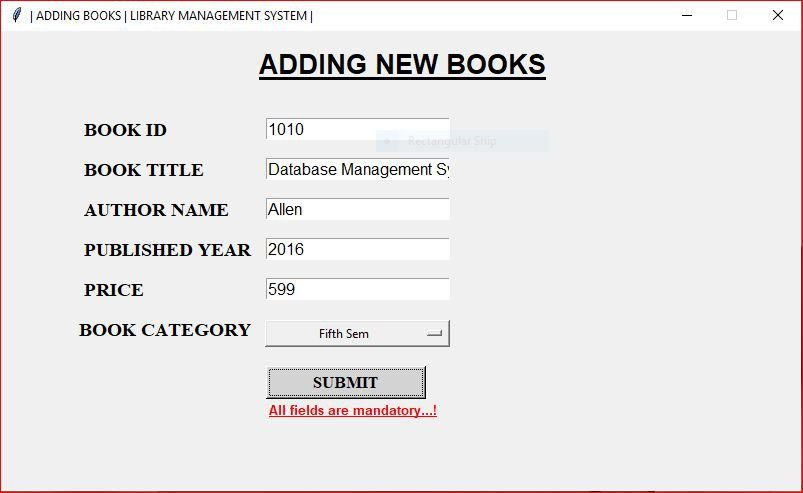 | ADDING BOOKS | LIBRARY MANAGEMENT SYSTEM |
ADDING NEW BOOKS
BOOK ID 1010
Rectangular Snip
BOOK TITLE Database Management Sy
AUTHOR NAME Allen
PUBLISHED YEAR 2016
PRICE 599
BOOK CATEGORY Fifth Sem
SUBMIT
All fields are mandatory...!